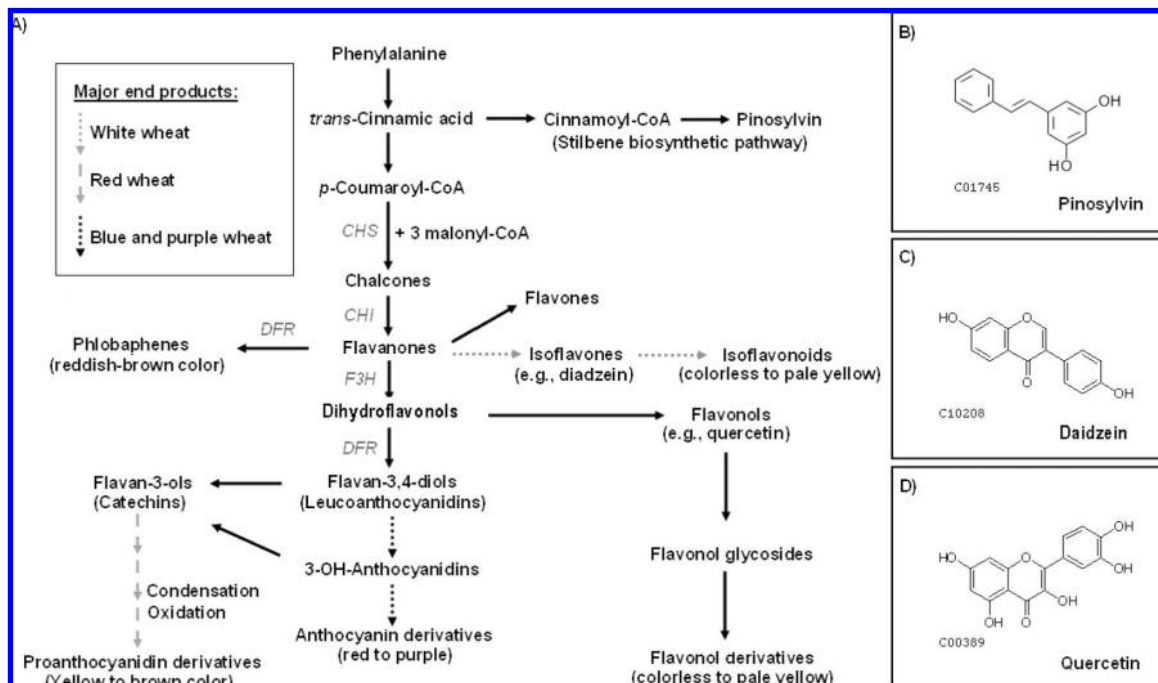 A)
Phenylalanine
Major end products:
White wheat
Red wheat
Blue and purple wheat
trans-Cinnamic acid
Cinnamoyl-CoA
Pinosylvin
(Stilbene biosynthetic pathway)
p-Coumaroyl-CoA
CHS
+ 3 malonyl-CoA
Chalcones
CHI
Flavones
DFR
Phlobaphenes
(reddish-brown color)
Flavanones
Isoflavones
(e.g., diadzein)
Isoflavonoids
(colorless to pale yellow)
F3H
Dihydroflavonols
Flavonols
(e.g., quercetin)
DFR
Flavan-3-ols
(Catechins)
Flavan-3,4-diols
(Leucoanthocyanidins)
Flavonol glycosides
3-OH-Anthocyanidins
Condensation
Oxidation
Anthocyanin derivatives
(red to purple)
Proanthocyanidin derivatives
(Yellow to brown color)
Flavonol derivatives
(colorless to pale yellow)
B)
OH
HO
C01745
Pinosylvin
C)
HO
O
O
OH
C10208
Daidzein
D)
OH
HO
O
OH
OH
OH
O
C00389
Quercetin